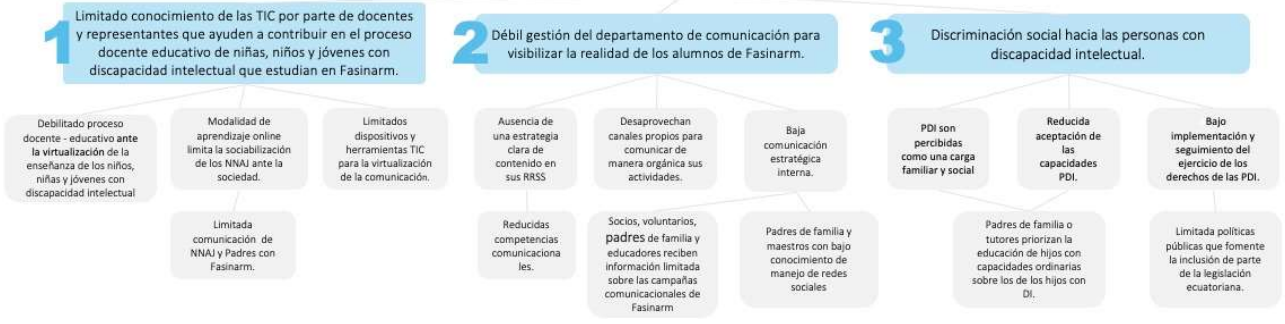 1
Limitado conocimiento de las TIC por parte de docentes
y representantes que ayuden a contribuir en el proceso
docente educativo de niñas, niños y jóvenes con
discapacidad intelectual que estudian en Fasinarm.
2
Débil gestión del departamento de comunicación para
visibilizar la realidad de los alumnos de Fasinarm.
3
Discriminación social hacia las personas con
discapacidad intelectual.
Debilitado proceso
docente - educativo ante
la virtualización de la
enseñanza de los niños,
niñas y jóvenes con
discapacidad intelectual
Modalidad de
aprendizaje online
limita la sociabilización
de los NNAJ ante la
sociedad.
Limitados
dispositivos y
herramientas TIC
para la virtualización
de la comunicación.
Ausencia de
una estrategia
clara de
contenido en
sus RRSS
Desaprovechan
canales propios para
comunicar de
manera orgánica sus
actividades.
Baja
comunicación
estratégica
interna.
PDI son
percibidas
como una carga
familiar y social
Reducida
aceptación de
las
capacidades
PDI.
Bajo
implementación y
seguimiento del
ejercicio de los
derechos de las PDI.
Limitada
comunicación de
NNAJ y Padres con
Fasinarm.
Reducidas
competencias
comunicaciona
les.
Socios, voluntarios,
padres de familia y
educadores reciben
información limitada
sobre las campañas
comunicacionales de
Fasinarm
Padres de familia y
maestros con bajo
conocimiento de
manejo de redes
sociales
Padres de familia o
tutores priorizan la
educación de hijos con
capacidades ordinarias
sobre los de los hijos con
DI.
Limitada políticas
públicas que fomente
la inclusión de parte
de la legislación
ecuatoriana.